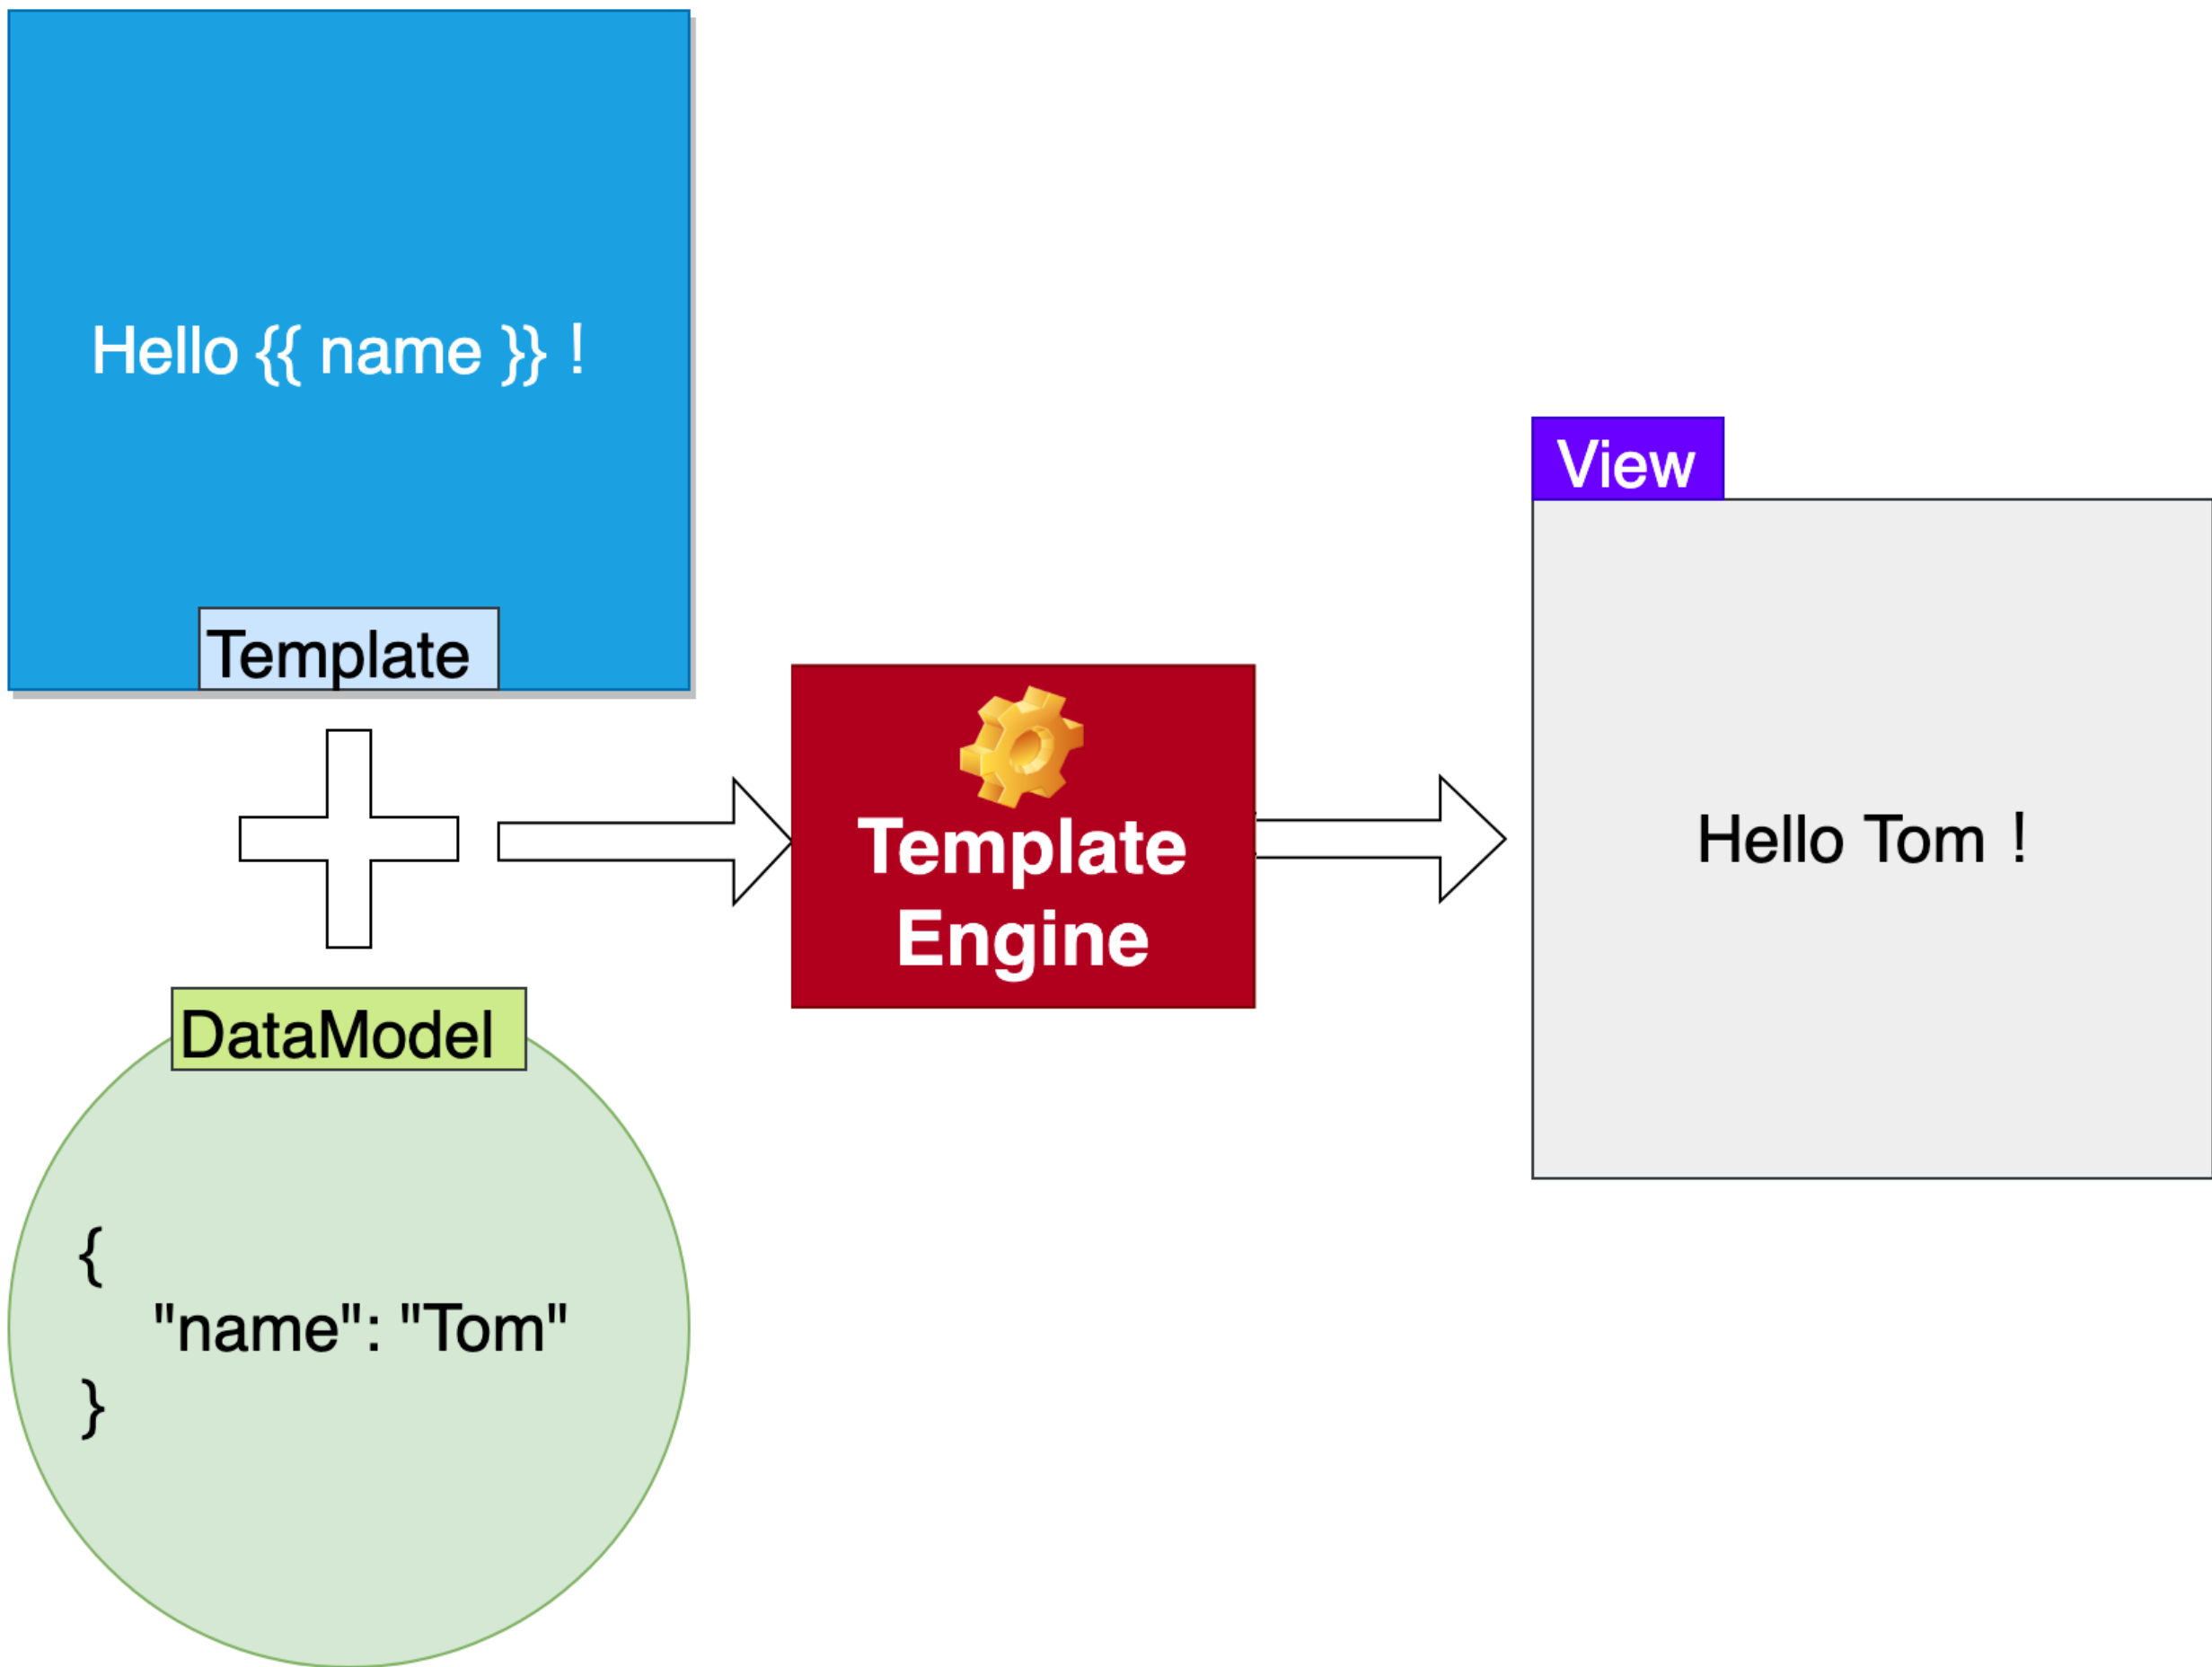 Hello {{ name }} !
Template
DataModel
{
"name": "Tom"
}
Template
Engine
View
Hello Tom !